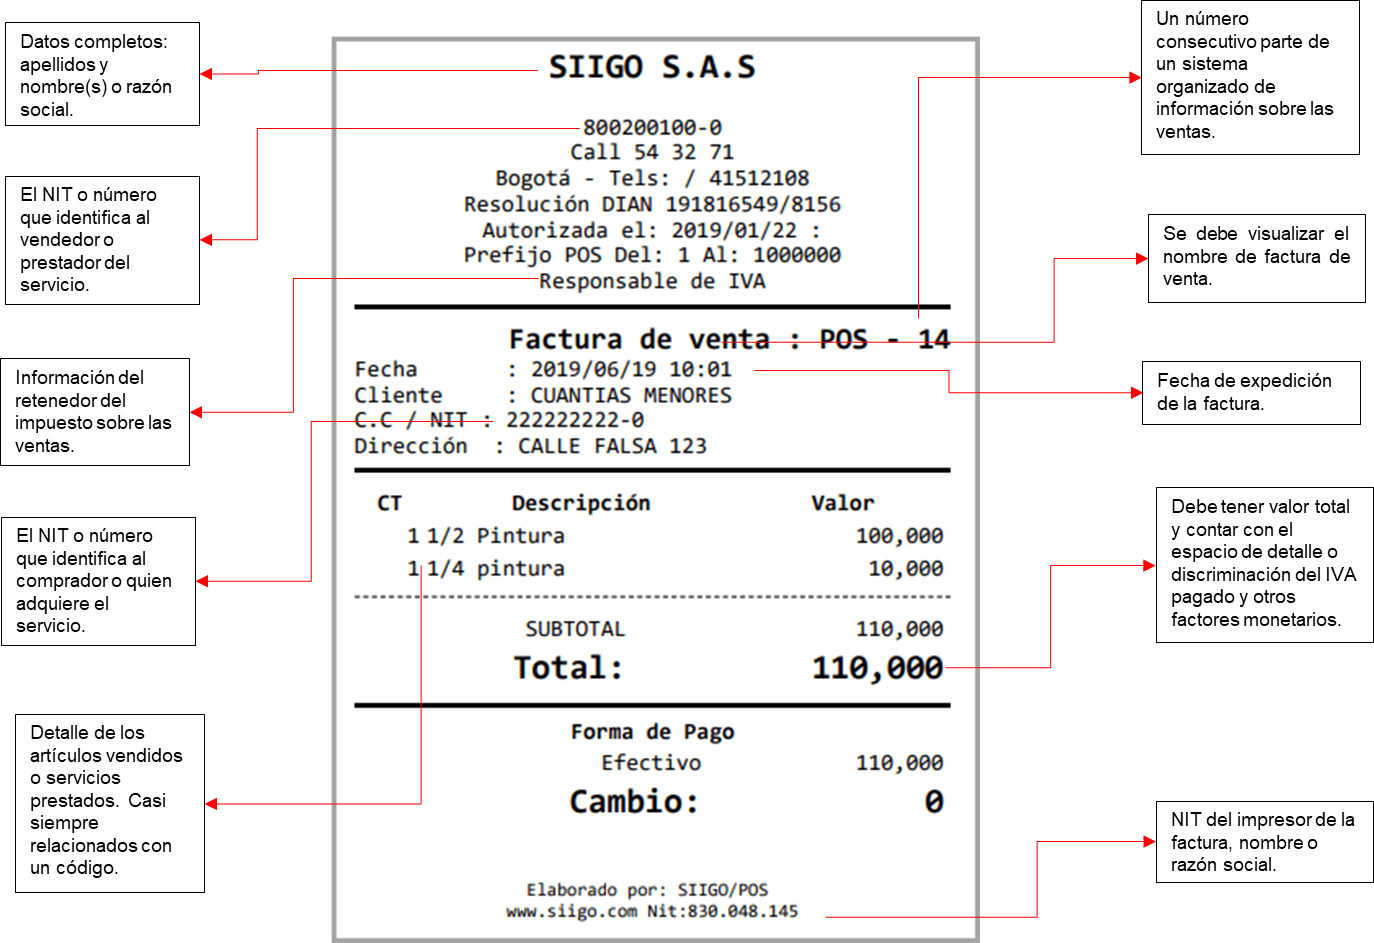 Datos completos:
apellidos y
nombre(s) o razón
social.
El NIT o número
que identifica al
vendedor o
prestador del
servicio.
Información del
retenedor del
impuesto sobre las
ventas.
El NIT o número
que identifica al
comprador o quien
adquiere el
servicio.
Detalle de los
artículos vendidos
o servicios
prestados. Casi
siempre
relacionados con
un código.
SIIGO S.A.S
800200100-0
Call 54 32 71
Bogotá - Tels: / 41512108
Resolución DIAN 191816549/8156
Autorizada el: 2019/01/22 :
Prefijo POS Del: 1 Al: 1000000
Responsable de IVA
Factura de venta : POS - 14
Fecha : 2019/06/19 10:01
Cliente : CUANTIAS MENORES
C.C / NIT : 222222222-0
Dirección : CALLE FALSA 123
CT Descripción Valor
1 1/2 Pintura 100,000
1 1/4 pintura 10,000
SUBTOTAL 110,000
Total: 110,000
Forma de Pago
Efectivo 110,000
Cambio: 0
Elaborado por: SIIGO/POS
www.siigo.com Nit:830.048.145
Un número
consecutivo parte de
un sistema
organizado de
información sobre las
ventas.
Se debe visualizar el
nombre de factura de
venta.
Fecha de expedición
de la factura.
Debe tener valor total
y contar con el
espacio de detalle o
discriminación del IVA
pagado y otros
factores monetarios.
NIT del impresor de la
factura, nombre o
razón social.